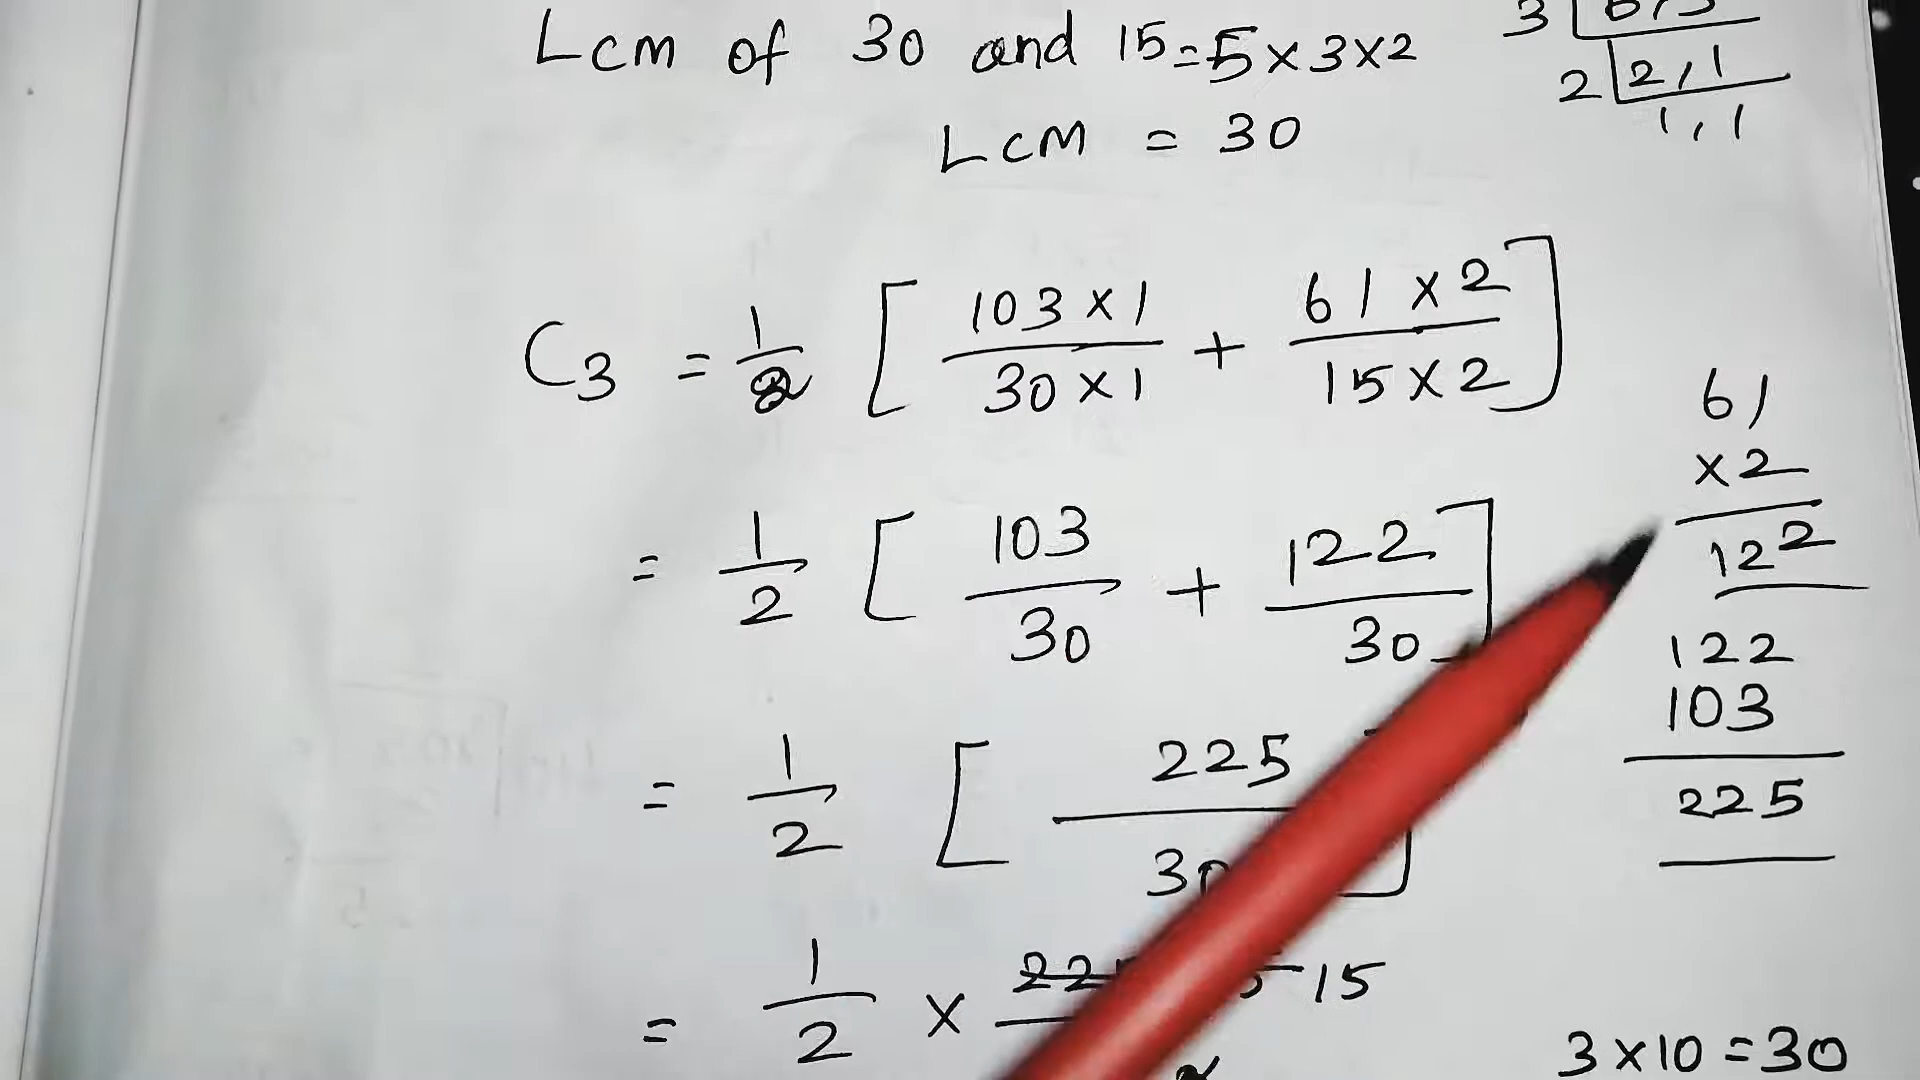 LCM of 30 and 15 = 5 × 3 × 2
LCM = 30
2 | 2, 1
1, 1
C3 = 1/2 [ 103 × 1 / 30 × 1 + 61 × 2 / 15 × 2 ]
= 1/2 [ 103/30 + 122/30 ]
= 1/2 [ 225 / 30 ]
= 1/2 × 15
61
× 2
122
122
103
225
3 × 10 = 30